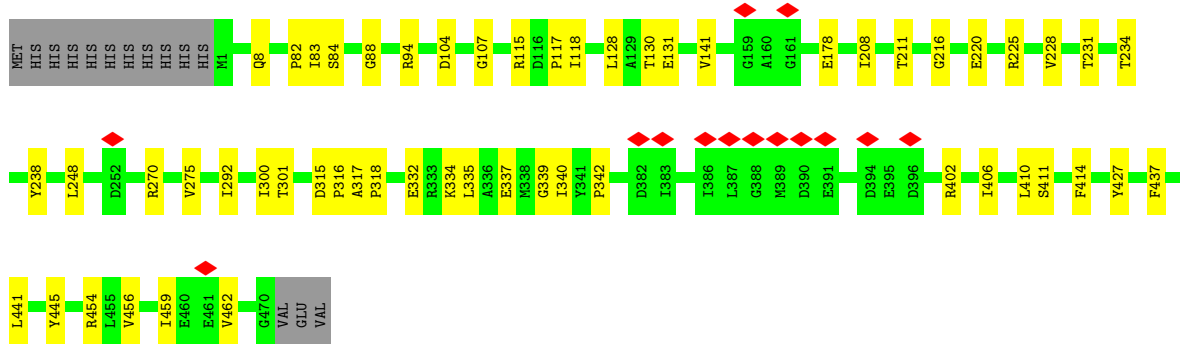 MET HIS HIS HIS HIS HIS HIS HIS HIS HIS HIS M1 Q8 P82 I83 S84 G88 R94 D104 G107 R115 D116 P117 I118 L128 A129 T130 E131 V141 G159 A160 G161 E178 I208 T211 G216 E220 R225 V228 T231 T234
Y238 L248 D252 R270 V275 I292 I300 T301 D315 P316 A317 P318 E332 R333 K334 L335 A336 E337 M338 G339 I340 Y341 P342 D382 I383 I386 L387 G388 M389 D390 E391 D394 E395 D396 R402 I406 L410 S411 F414 Y427 F437
L441 Y445 R454 L455 V456 I459 E460 E461 V462 G470 VAL GLU VAL